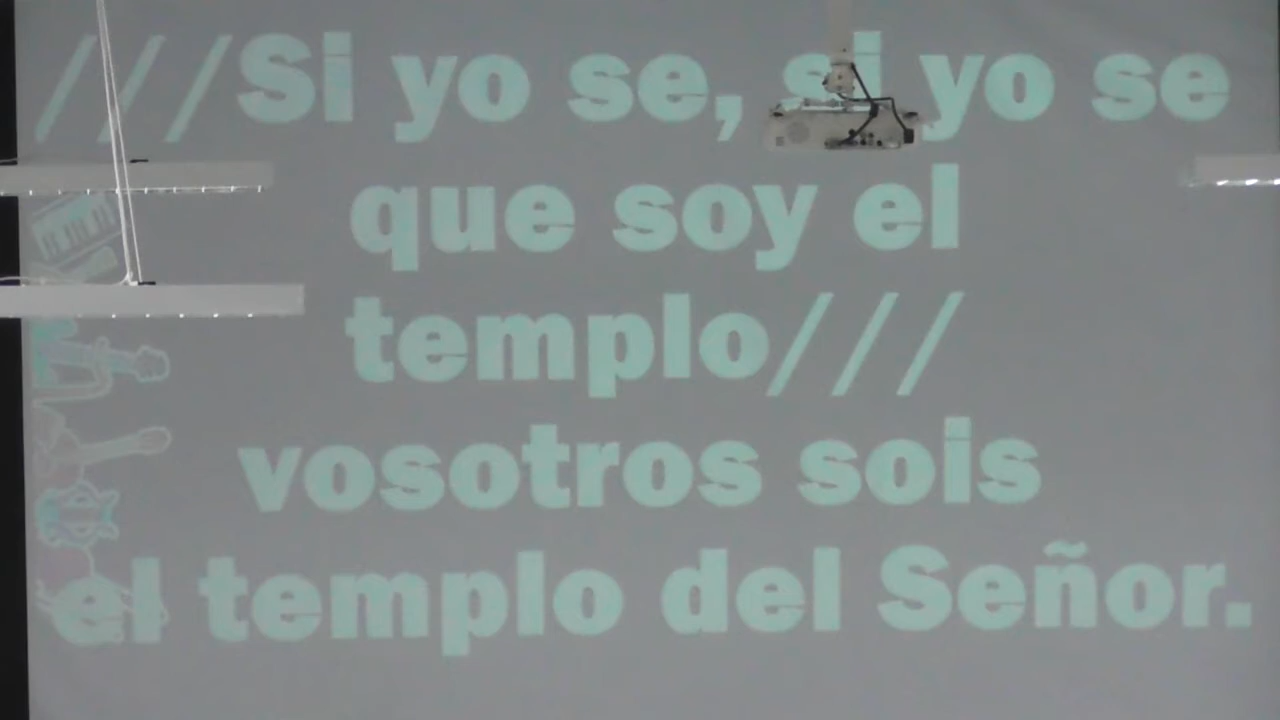 ///Si yo se, si yo se
que soy el
templo///
vosotros sois
el templo del Señor.